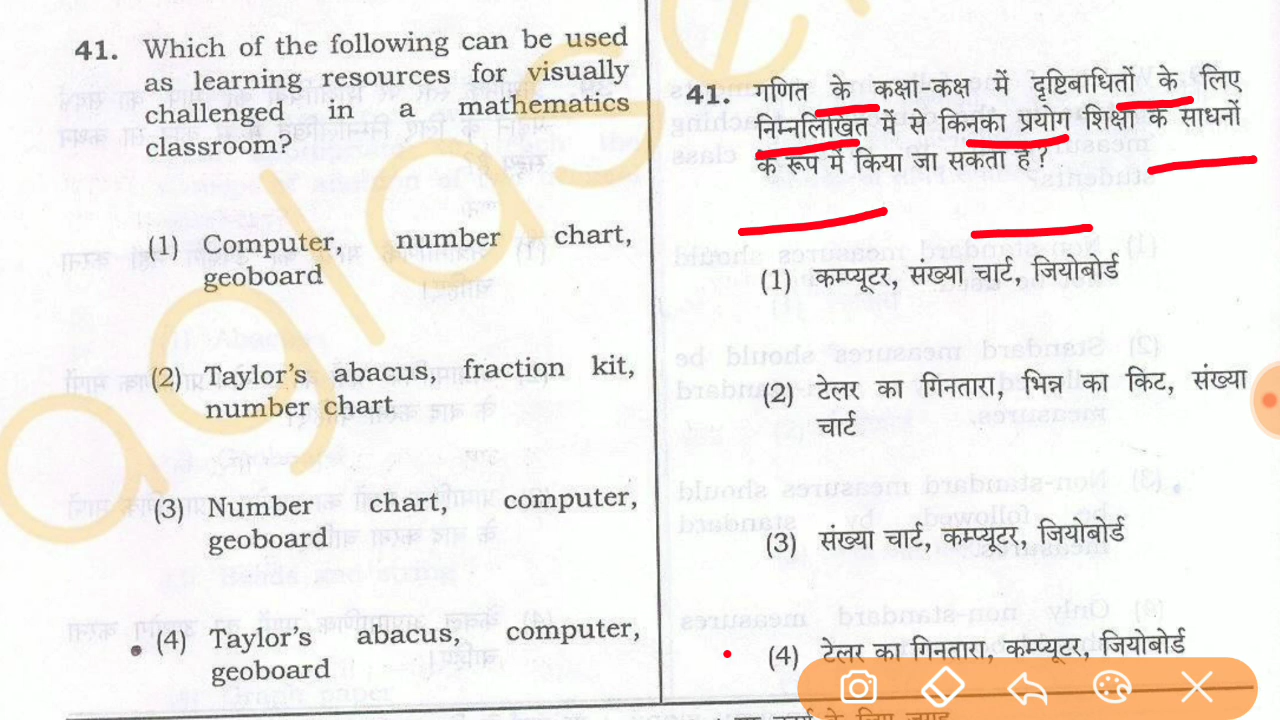 41. Which of the following can be used
as learning resources for visually
challenged in a mathematics
classroom?
(1) Computer, number chart,
geoboard
(2) Taylor's abacus, fraction kit,
number chart
(3) Number chart, computer,
geoboard
(4) Taylor's abacus, computer,
geoboard
41. गणित के कक्षा-कक्ष में दृष्टिबाधितों के लिए
निम्नलिखित में से किनका प्रयोग शिक्षा के साधनों
के रूप में किया जा सकता है ?
(1) कम्प्यूटर, संख्या चार्ट, जियोबोर्ड
(2) टेलर का गिनतारा, भिन्न का किट, संख्या
चार्ट
(3) संख्या चार्ट, कम्प्यूटर, जियोबोर्ड
(4) टेलर का गिनतारा, कम्प्यूटर, जियोबोर्ड